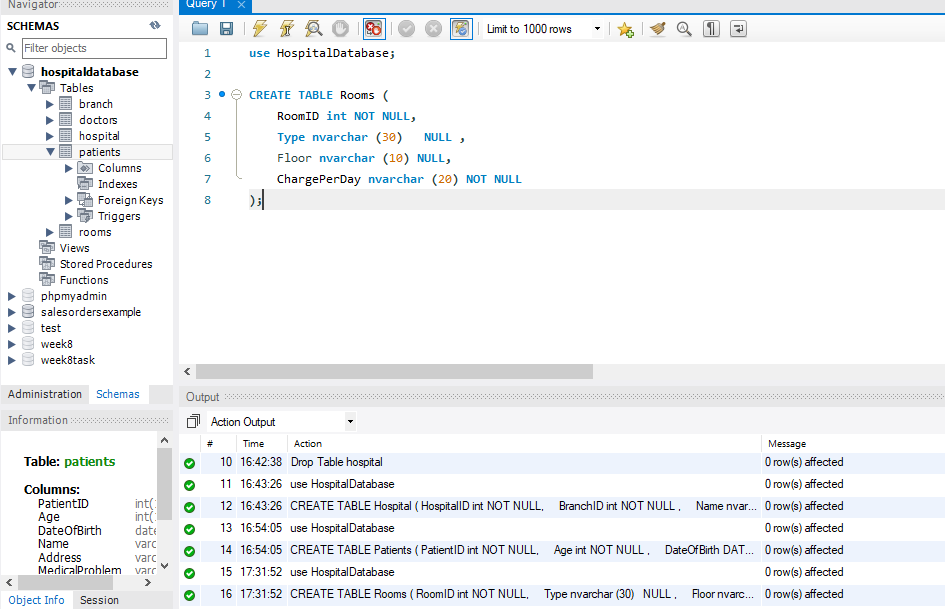 Navigator
SCHEMAS
Filter objects
hospitaldatabase
Tables
branch
doctors
hospital
patients
Columns
Indexes
Foreign Keys
Triggers
rooms
Views
Stored Procedures
Functions
phpmyadmin
salesordersexample
test
week8
week8task
Administration Schemas
Information
Table: patients
Columns:
PatientID int(
Age int(
DateOfBirth date
Name varc
Address varc
MedicalProblem varc
Object Info Session
Query 1
Limit to 1000 rows
1 use HospitalDatabase;
2
3 CREATE TABLE Rooms (
4 RoomID int NOT NULL,
5 Type nvarchar (30) NULL ,
6 Floor nvarchar (10) NULL,
7 ChargePerDay nvarchar (20) NOT NULL
8 );
Output
Action Output
# Time Action Message
10 16:42:38 Drop Table hospital 0 row(s) affected
11 16:43:26 use HospitalDatabase 0 row(s) affected
12 16:43:26 CREATE TABLE Hospital ( HospitalID int NOT NULL, BranchID int NOT NULL , Name nvar... 0 row(s) affected
13 16:54:05 use HospitalDatabase 0 row(s) affected
14 16:54:05 CREATE TABLE Patients ( PatientID int NOT NULL, Age int NOT NULL , DateOfBirth DAT... 0 row(s) affected
15 17:31:52 use HospitalDatabase 0 row(s) affected
16 17:31:52 CREATE TABLE Rooms ( RoomID int NOT NULL, Type nvarchar (30) NULL , Floor nvarc... 0 row(s) affected